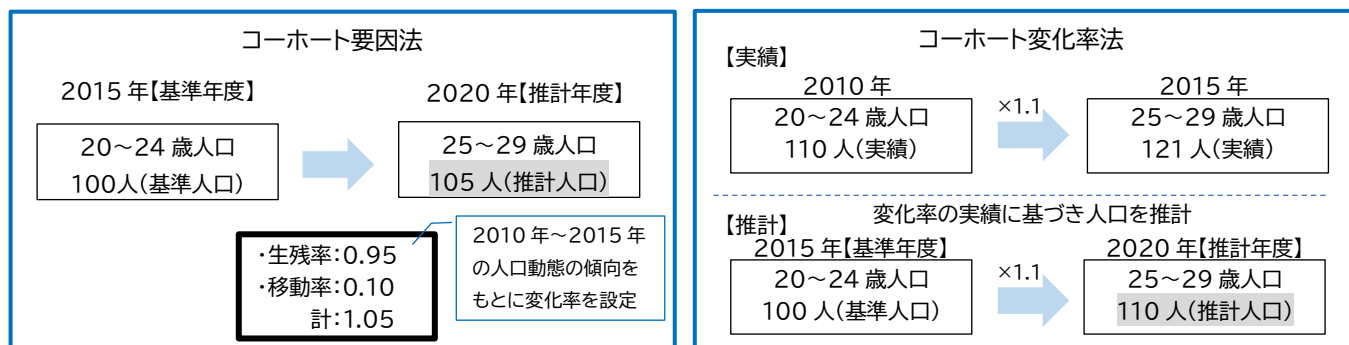 コーホート要因法
2015 年【基準年度】
2020 年【推計年度】
20～24 歳人口
100人(基準人口)
25～29 歳人口
105 人(推計人口)
・生残率：0.95
・移動率：0.10
計：1.05
2010 年～2015 年
の人口動態の傾向を
もとに変化率を設定
コーホート変化率法
【実績】
2010 年
2015 年
20～24 歳人口
110 人(実績)
×1.1
25～29 歳人口
121 人(実績)
変化率の実績に基づき人口を推計
【推計】
2015 年【基準年度】
2020 年【推計年度】
20～24 歳人口
100 人(基準人口)
×1.1
25～29 歳人口
110 人(推計人口)